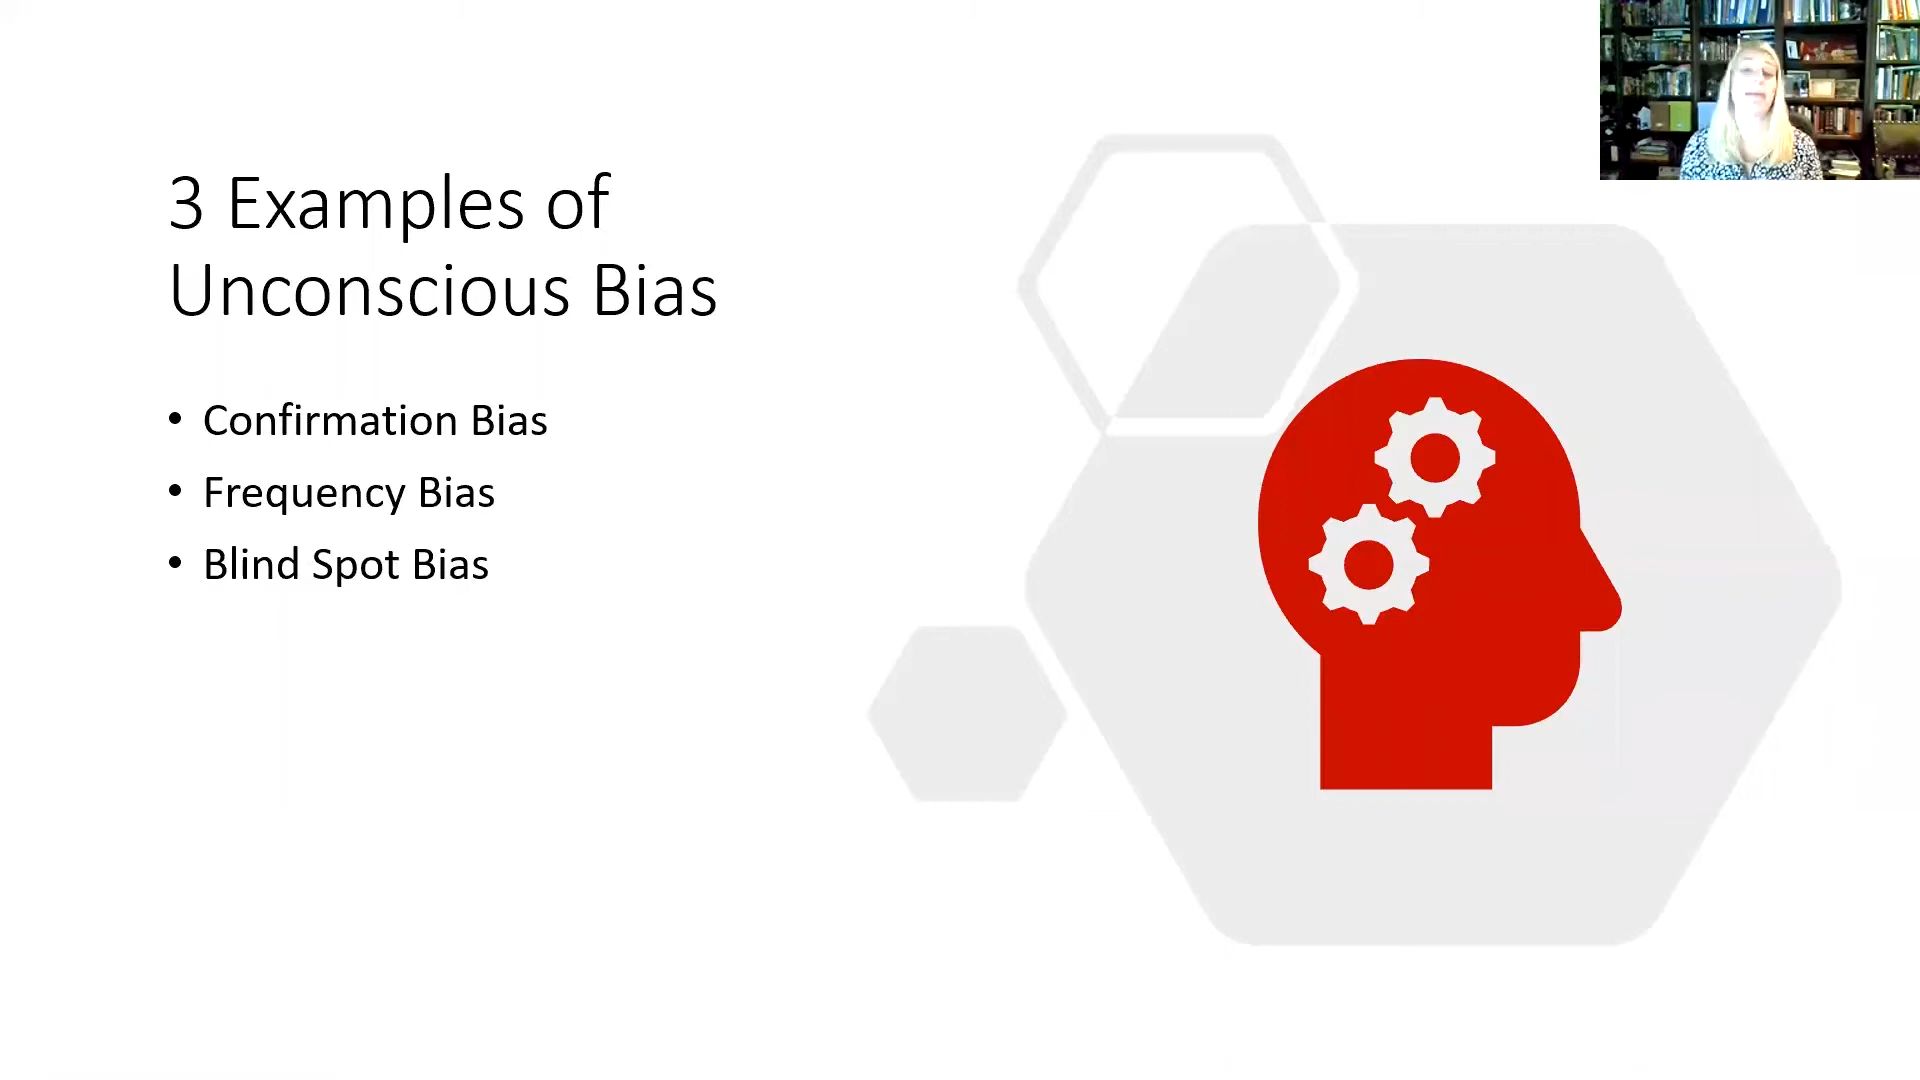 3 Examples of
Unconscious Bias
• Confirmation Bias
• Frequency Bias
• Blind Spot Bias